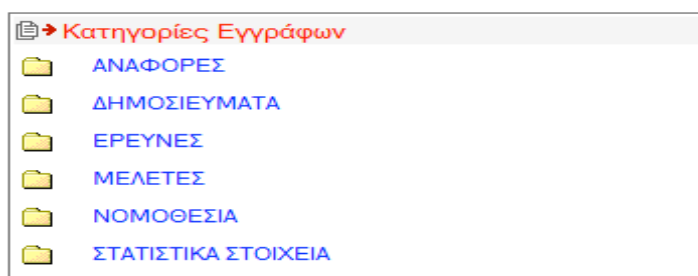 Κατηγορίες Εγγράφων
ΑΝΑΦΟΡΕΣ
ΔΗΜΟΣΙΕΥΜΑΤΑ
ΕΡΕΥΝΕΣ
ΜΕΛΕΤΕΣ
ΝΟΜΟΘΕΣΙΑ
ΣΤΑΤΙΣΤΙΚΑ ΣΤΟΙΧΕΙΑ